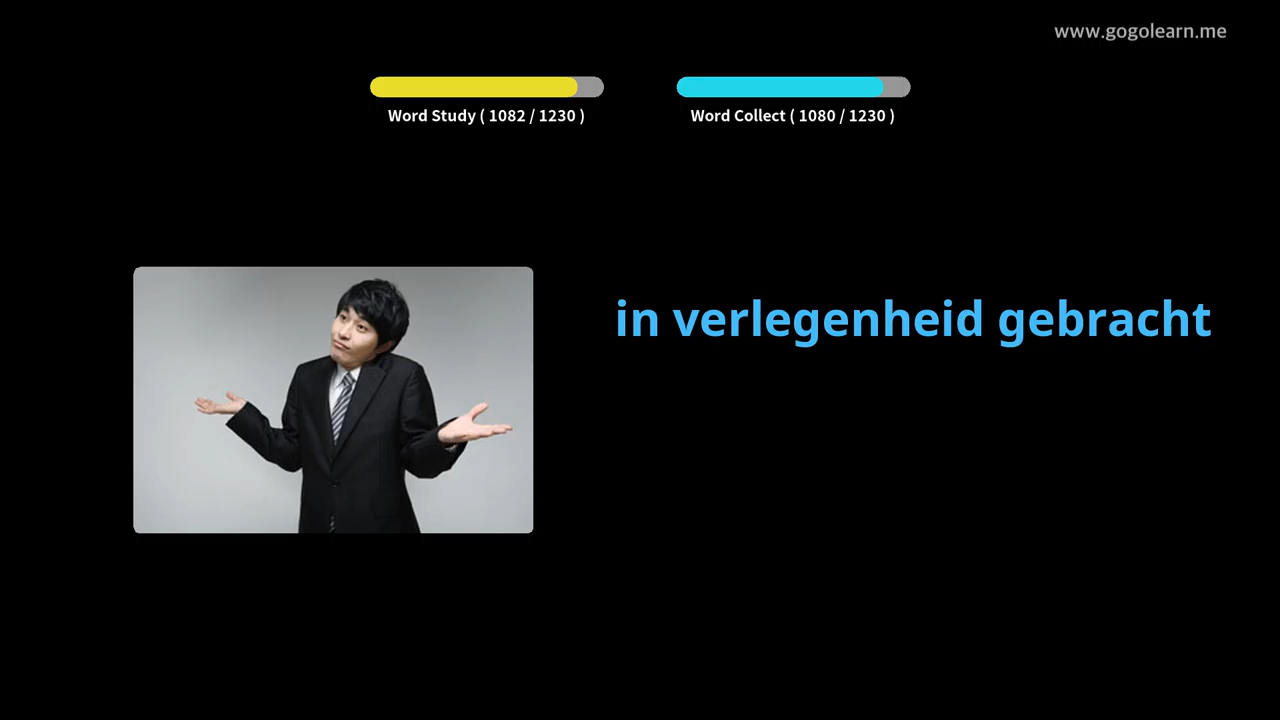 www.gogolearn.me
Word Study ( 1082 / 1230 )
Word Collect ( 1080 / 1230 )
in verlegenheid gebracht